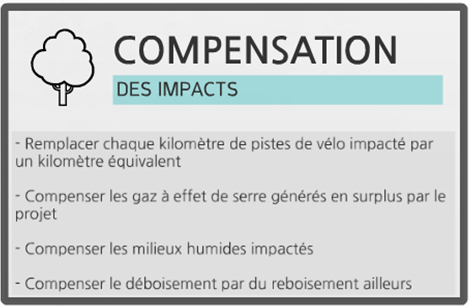 COMPENSATION
DES IMPACTS
- Remplacer chaque kilomètre de pistes de vélo impacté par
un kilomètre équivalent
- Compenser les gaz à effet de serre générés en surplus par le
projet
- Compenser les milieux humides impactés
- Compenser le déboisement par du reboisement ailleurs